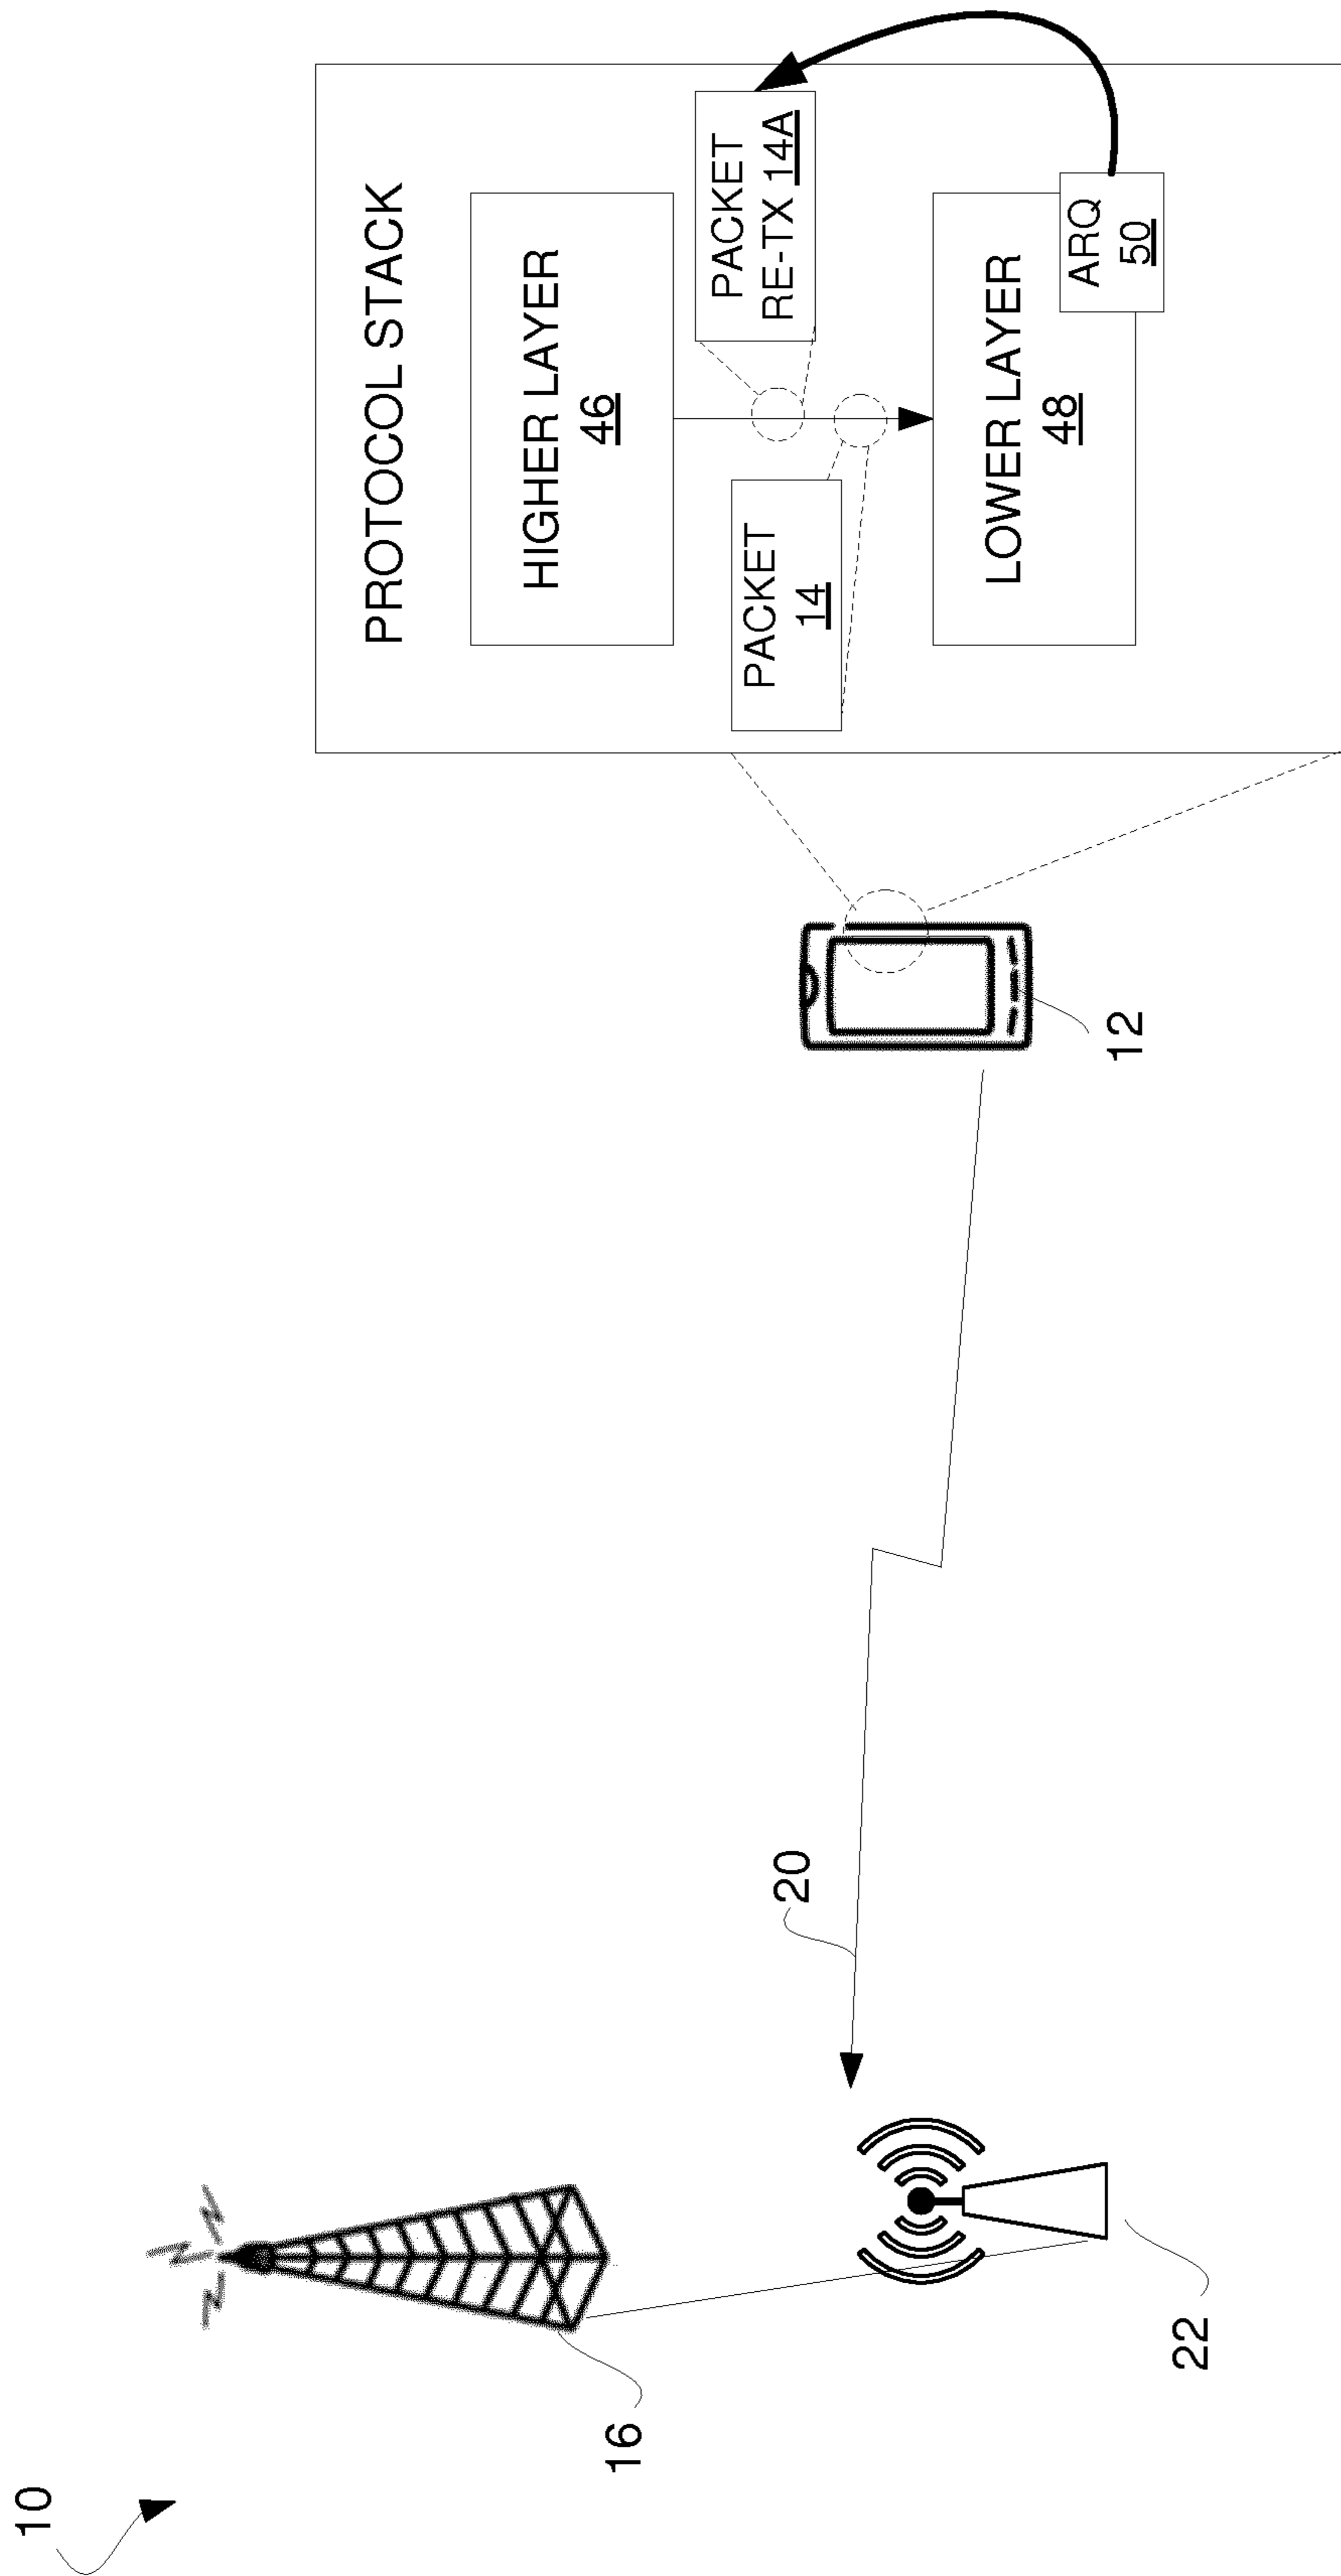 10
16
22
20
12
PROTOCOL STACK
HIGHER LAYER
46
PACKET
14
PACKET
RE-TX 14A
LOWER LAYER
48
ARQ
50